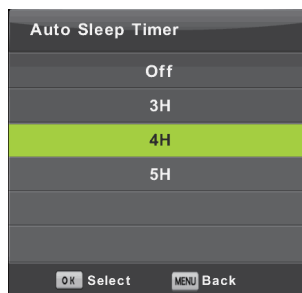 Auto Sleep Timer
Off
3H
4H
5H
OK Select MENU Back